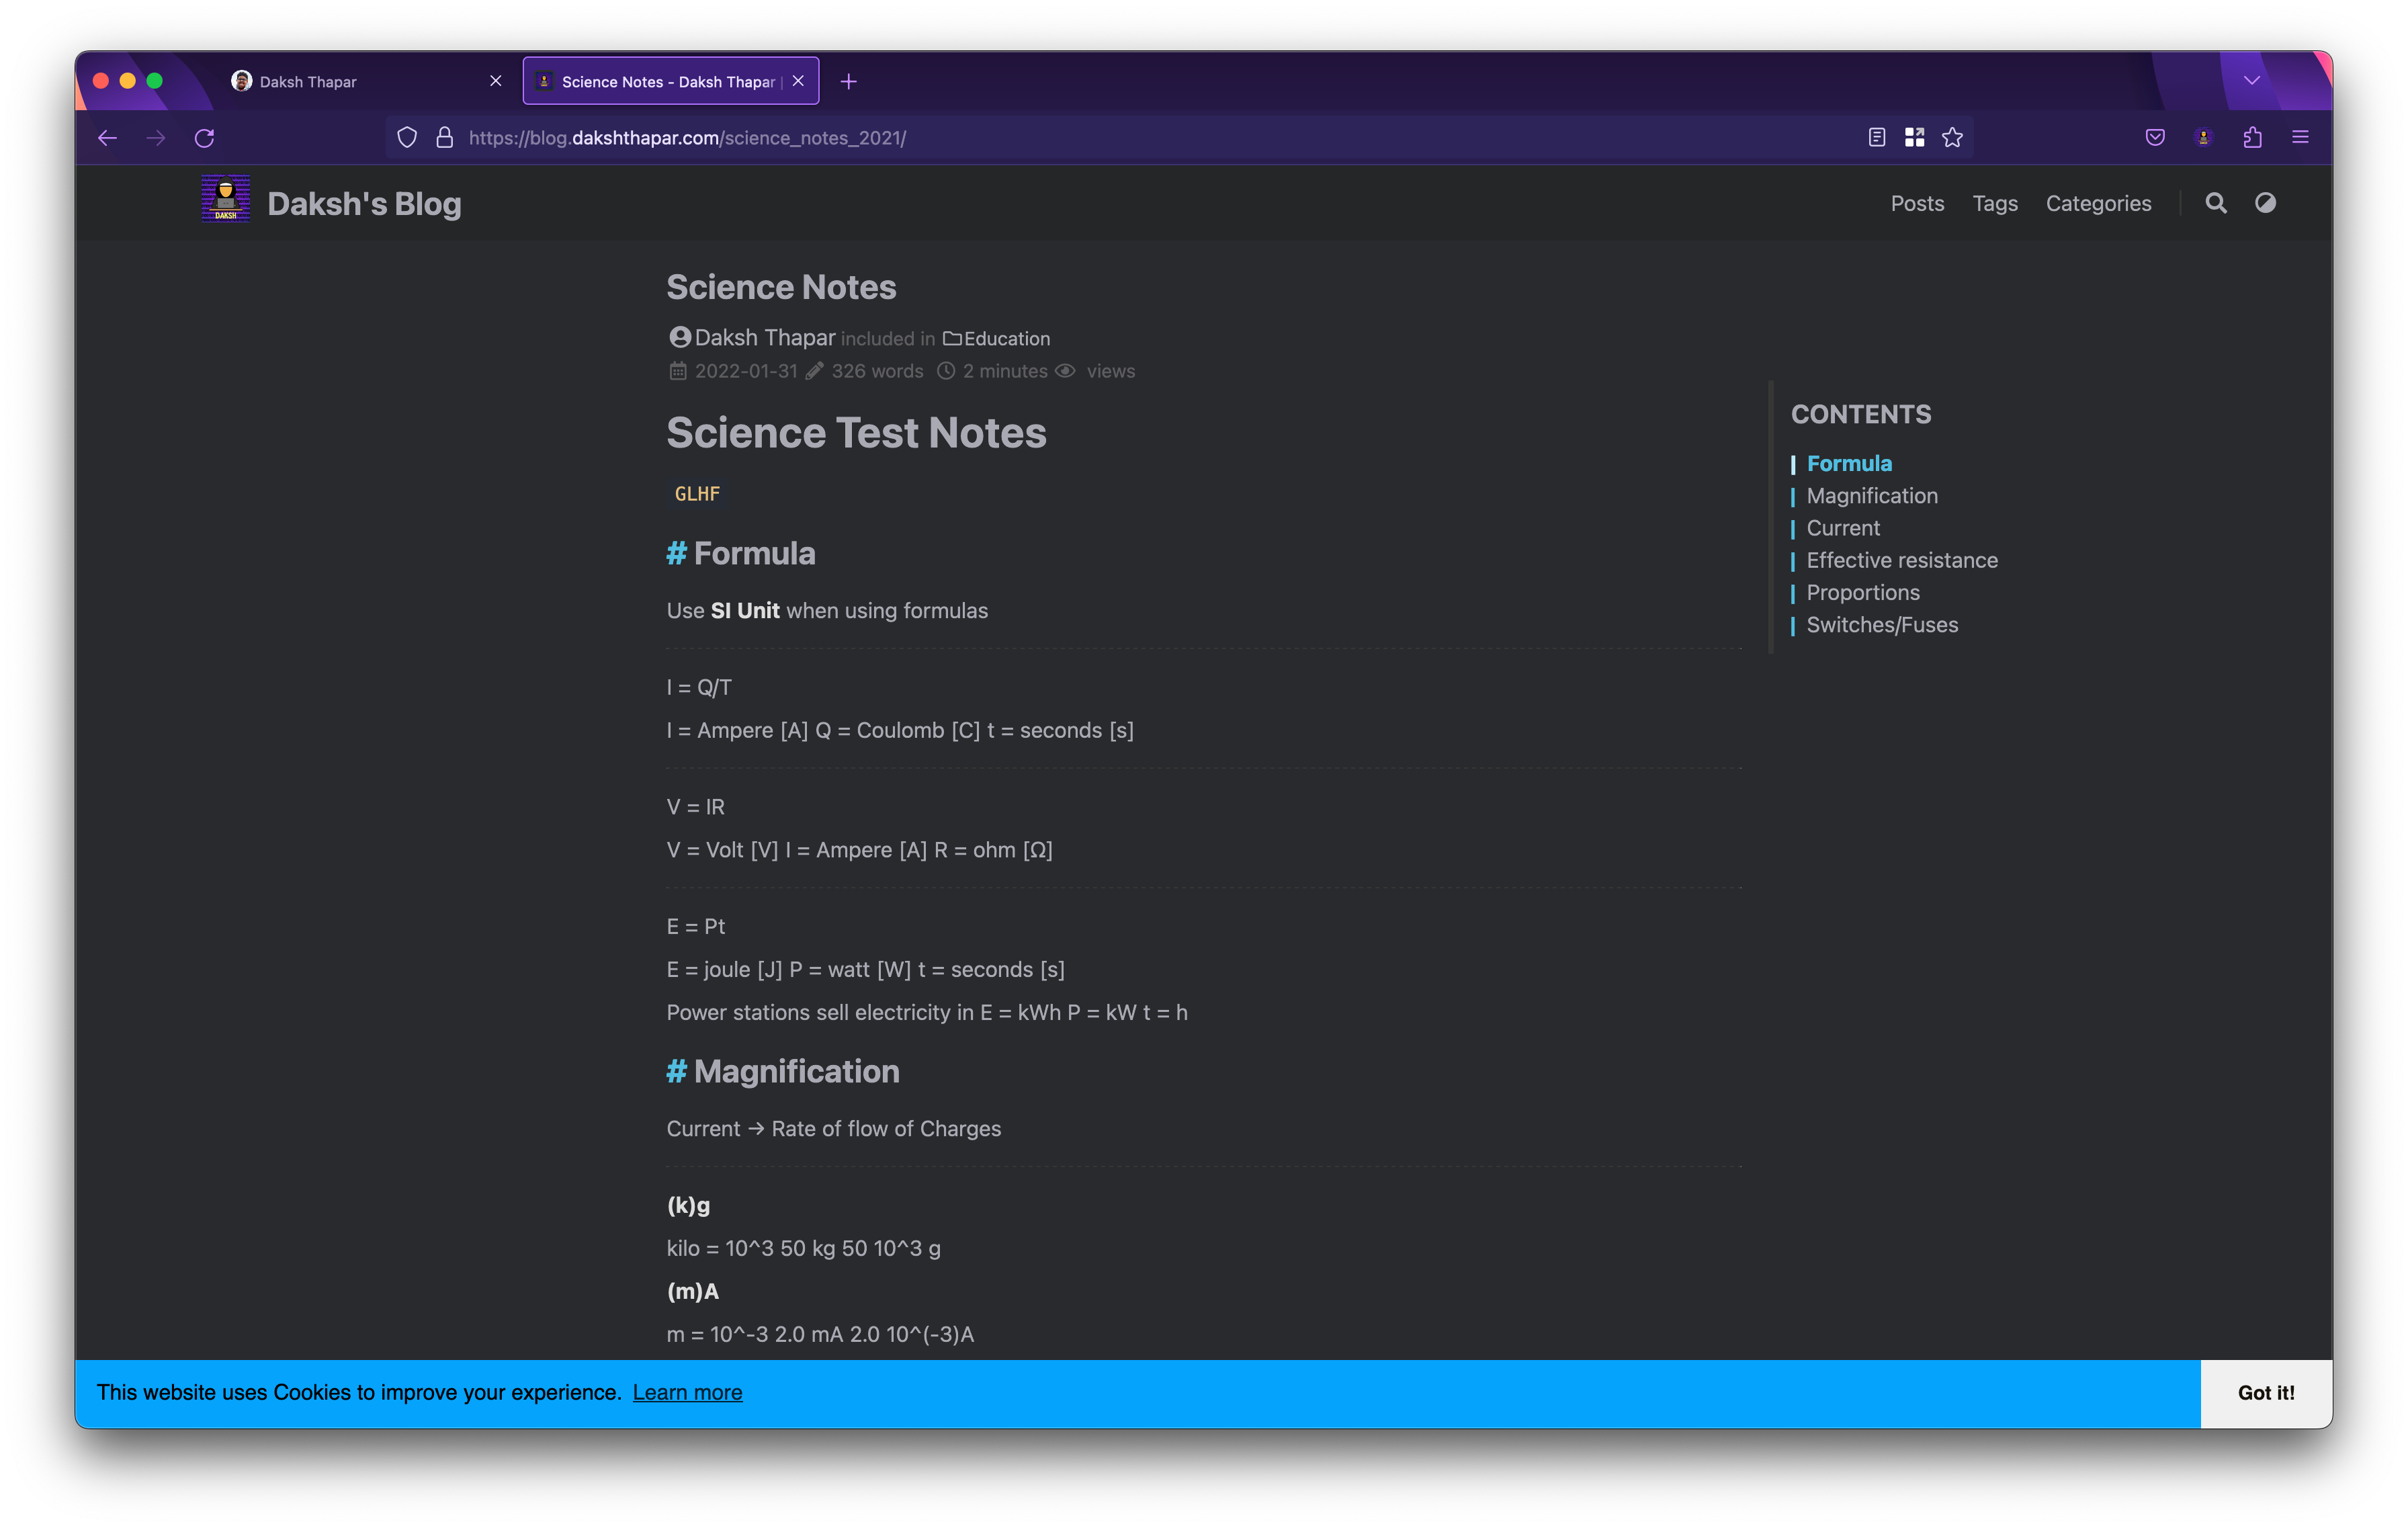 Daksh Thapar
Science Notes - Daksh Thapar |
https://blog.dakshthapar.com/science_notes_2021/
DAKSH
Daksh's Blog
Posts Tags Categories
Science Notes
Daksh Thapar included in Education
2022-01-31 326 words 2 minutes views
Science Test Notes
GLHF
# Formula
Use SI Unit when using formulas
I = Q/T
I = Ampere [A] Q = Coulomb [C] t = seconds [s]
V = IR
V = Volt [V] I = Ampere [A] R = ohm [Ω]
E = Pt
E = joule [J] P = watt [W] t = seconds [s]
Power stations sell electricity in E = kWh P = kW t = h
# Magnification
Current → Rate of flow of Charges
(k)g
kilo = 10^3 50 kg 50 10^3 g
(m)A
m = 10^-3 2.0 mA 2.0 10^(-3)A
CONTENTS
Formula
Magnification
Current
Effective resistance
Proportions
Switches/Fuses
This website uses Cookies to improve your experience. Learn more
Got it!